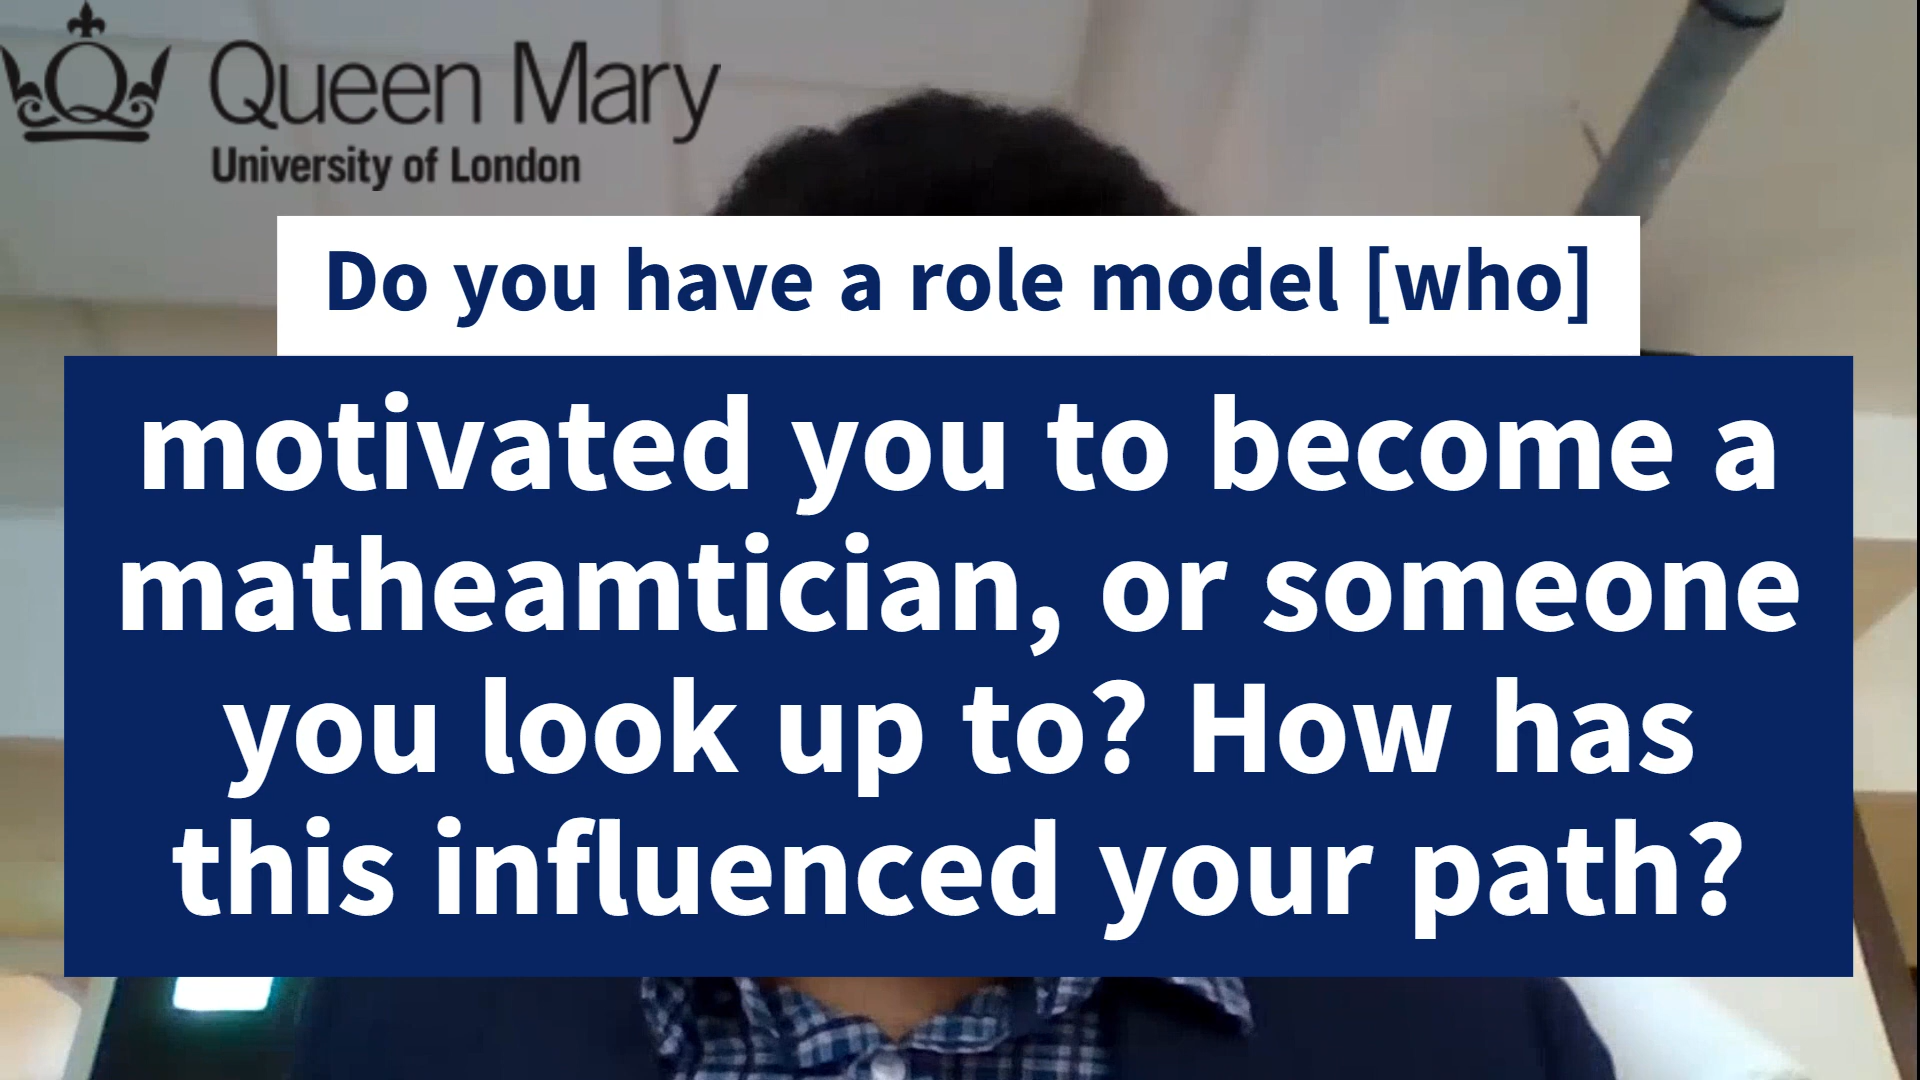 Queen Mary
University of London
Do you have a role model [who]
motivated you to become a
matheamtician, or someone
you look up to? How has
this influenced your path?